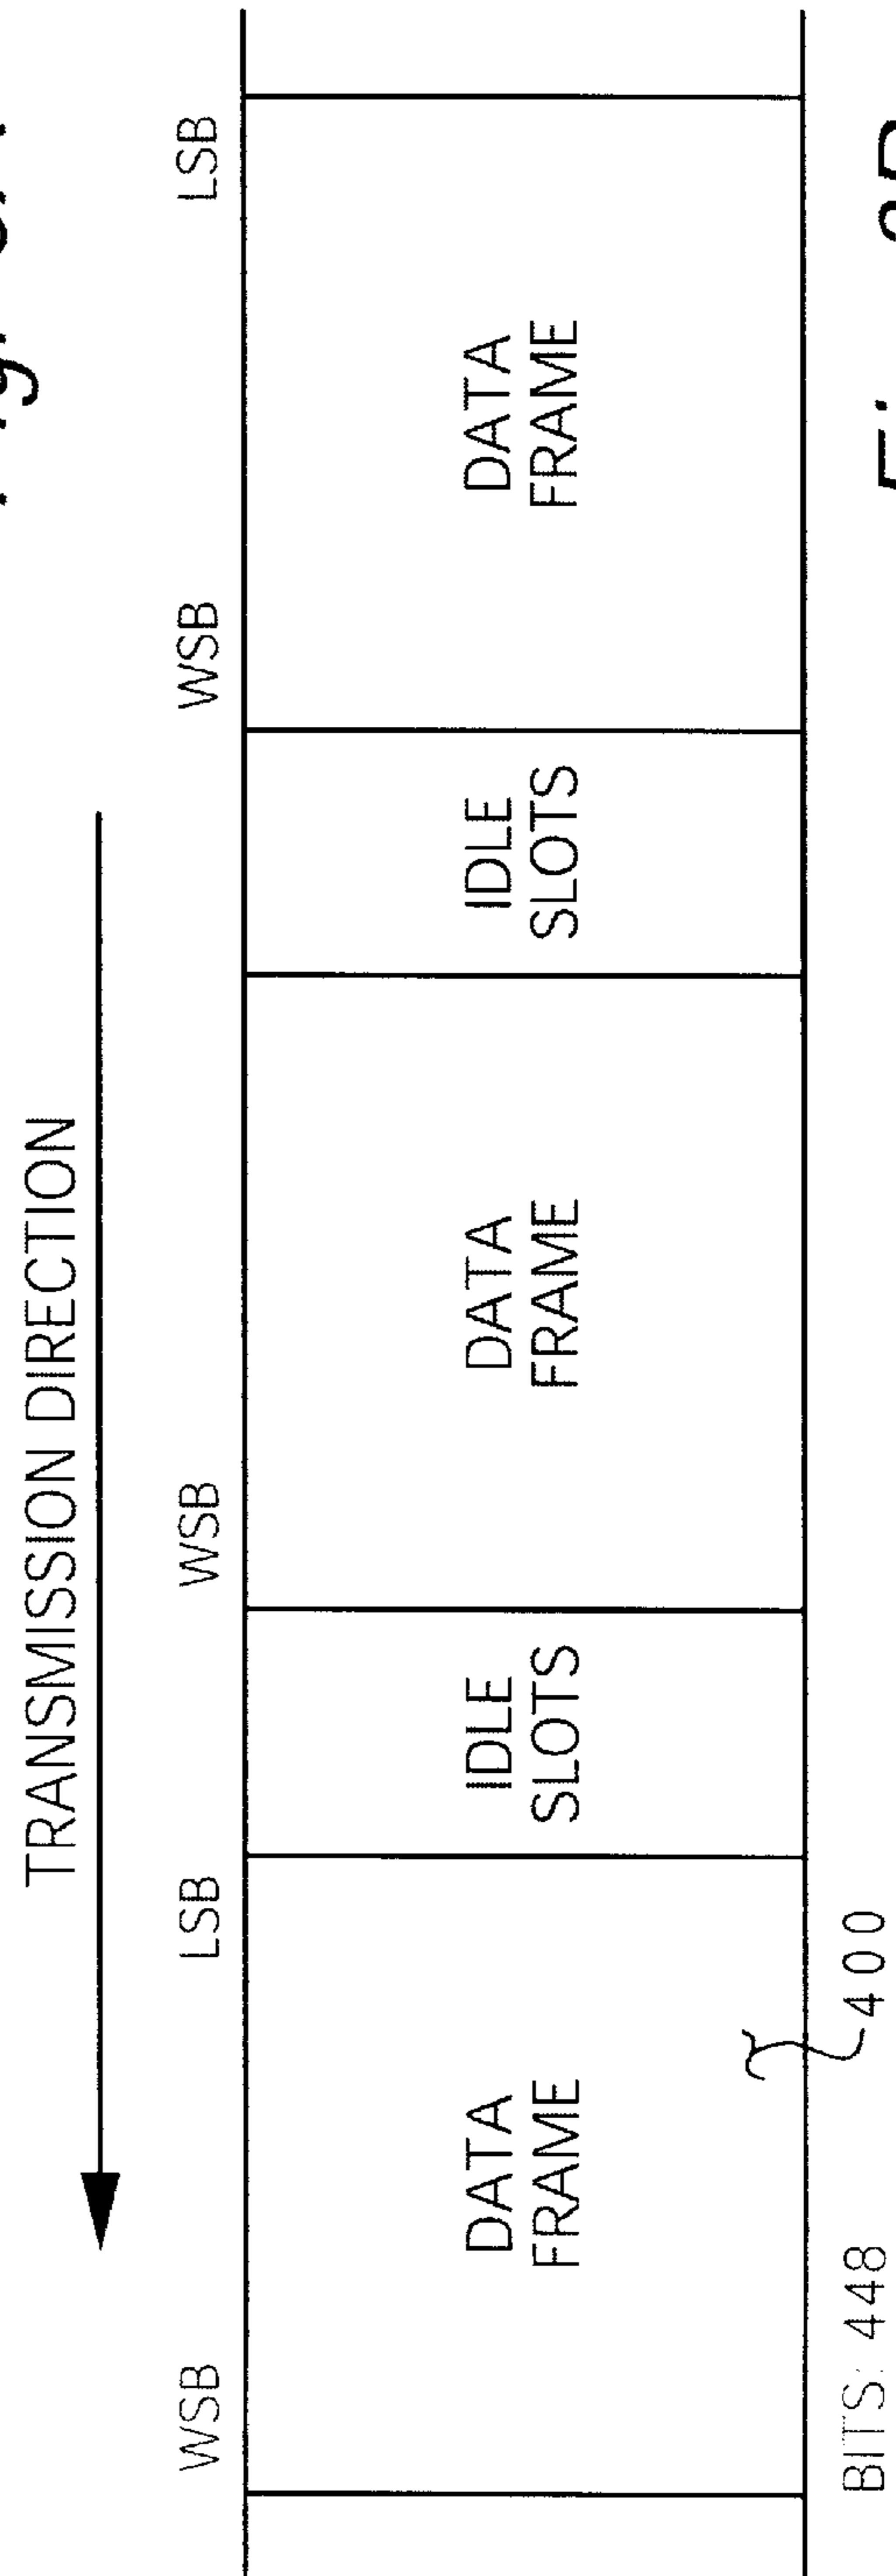 TRANSMISSION DIRECTION
WSB LSB WSB WSB LSB
DATA
FRAME
IDLE
SLOTS
DATA
FRAME
IDLE
SLOTS
DATA
FRAME
BITS: 448
400